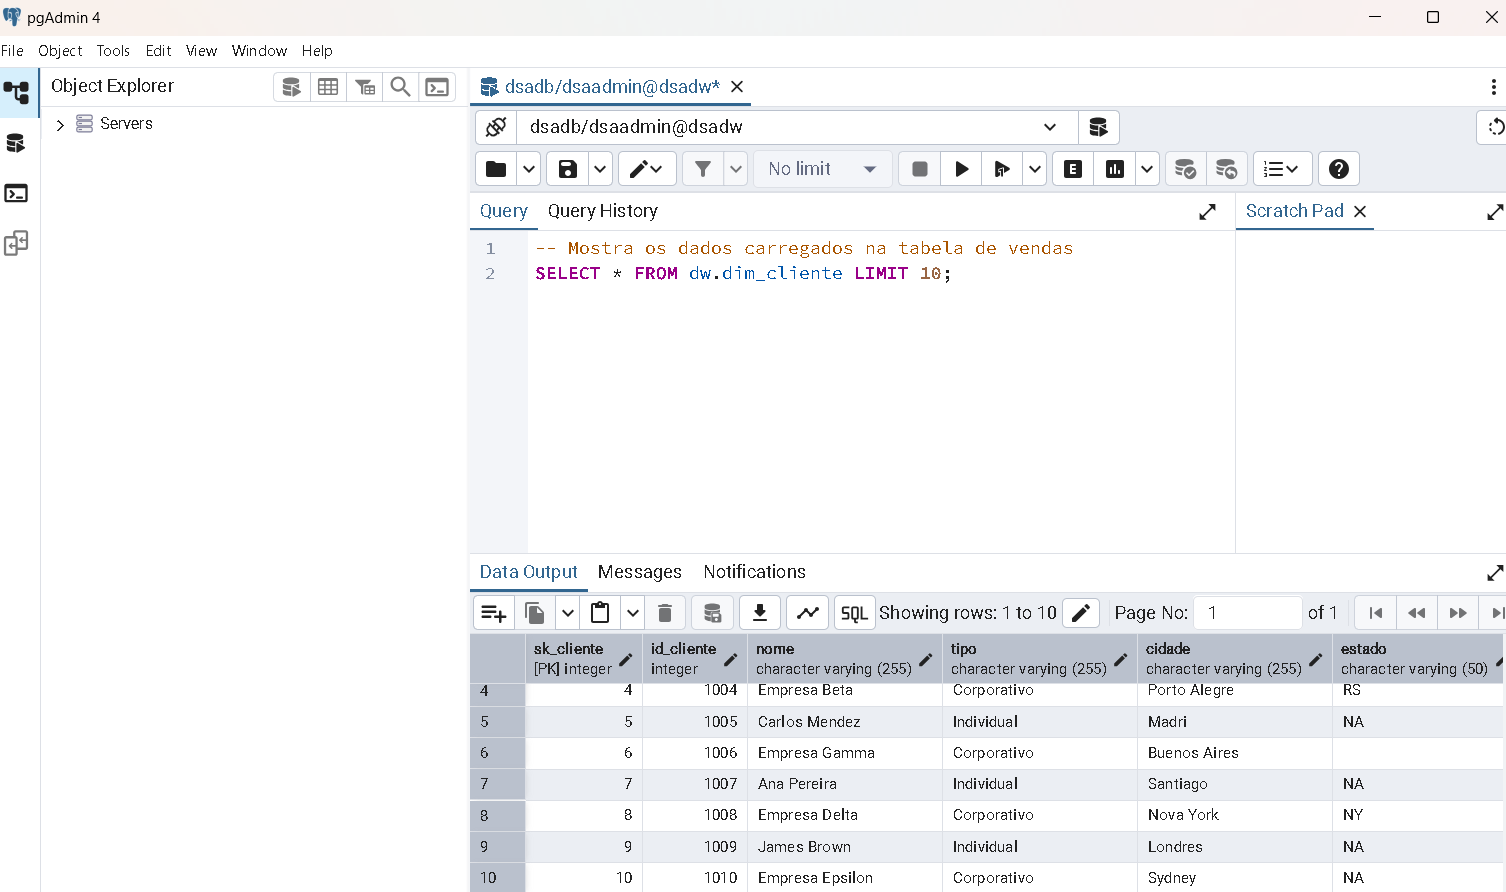 pgAdmin 4
File Object Tools Edit View Window Help
Object Explorer
Servers
dsadb/dsaadmin@dsadw*
dsadb/dsaadmin@dsadw
No limit
E
Query Query History
Scratch Pad
1 -- Mostra os dados carregados na tabela de vendas
2 SELECT * FROM dw.dim_cliente LIMIT 10;
Data Output Messages Notifications
SQL Showing rows: 1 to 10 Page No: 1 of 1
sk_cliente id_cliente nome tipo cidade estado
[PK] integer integer character varying (255) character varying (255) character varying (255) character varying (50)
4 4 1004 Empresa Beta Corporativo Porto Alegre RS
5 5 1005 Carlos Mendez Individual Madri NA
6 6 1006 Empresa Gamma Corporativo Buenos Aires
7 7 1007 Ana Pereira Individual Santiago NA
8 8 1008 Empresa Delta Corporativo Nova York NY
9 9 1009 James Brown Individual Londres NA
10 10 1010 Empresa Epsilon Corporativo Sydney NA